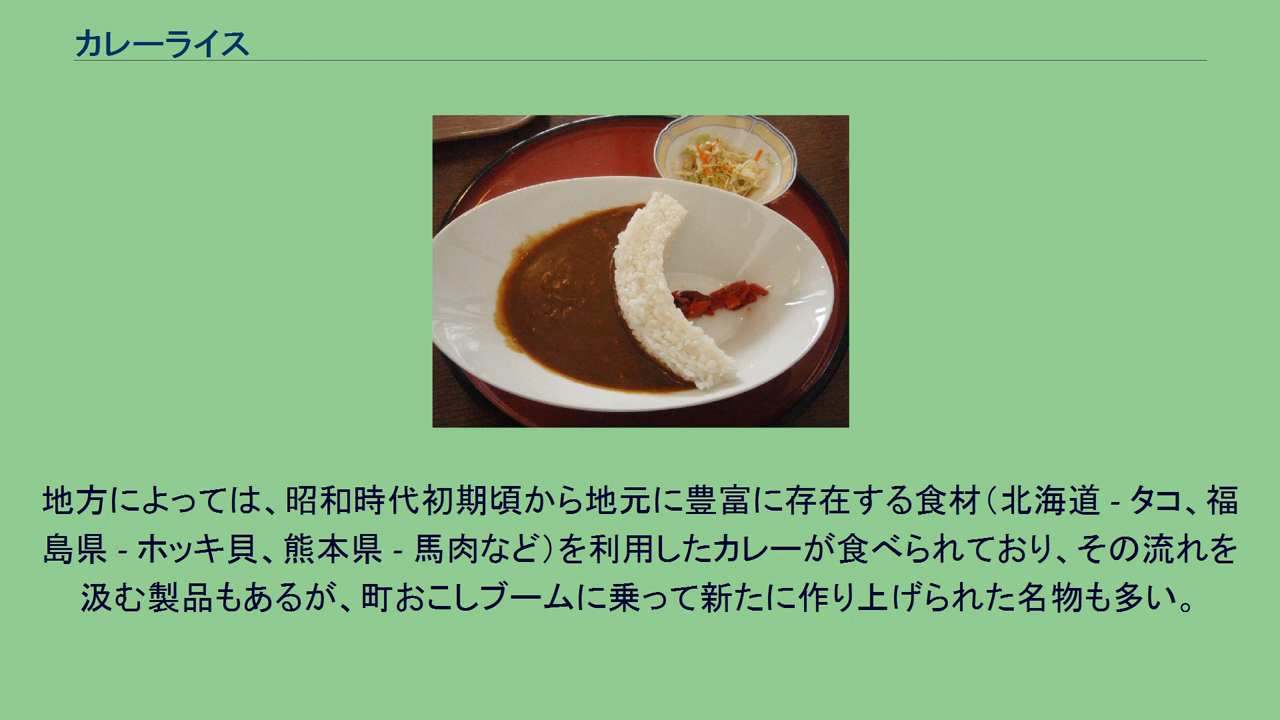 カレーライス
地方によっては、昭和時代初期頃から地元に豊富に存在する食材（北海道 - タコ、福
島県 - ホッキ貝、熊本県 - 馬肉など）を利用したカレーが食べられており、その流れを
汲む製品もあるが、町おこしブームに乗って新たに作り上げられた名物も多い。